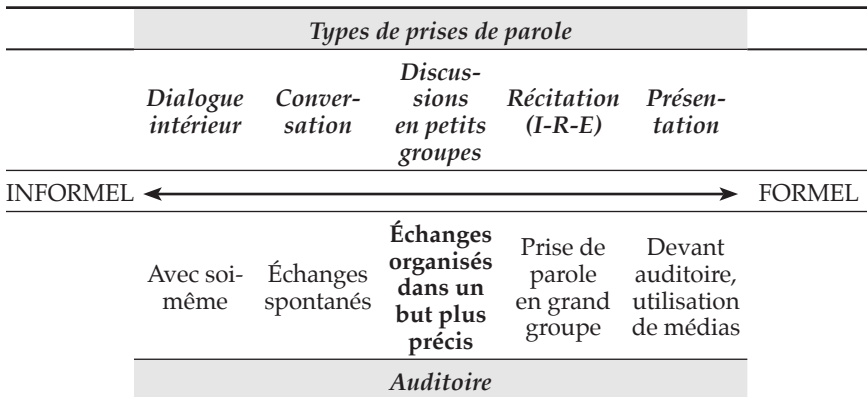 Types de prises de parole
Dialogue intérieur
Conver-
sation
Discus-
sions
en petits
groupes
Récitation
(I-R-E)
Présen-
tation
INFORMEL FORMEL
Avec soi-
même
Échanges
spontanés
Échanges
organisés
dans un
but plus
précis
Prise de
parole
en grand
groupe
Devant
auditoire,
utilisation
de médias
Auditoire